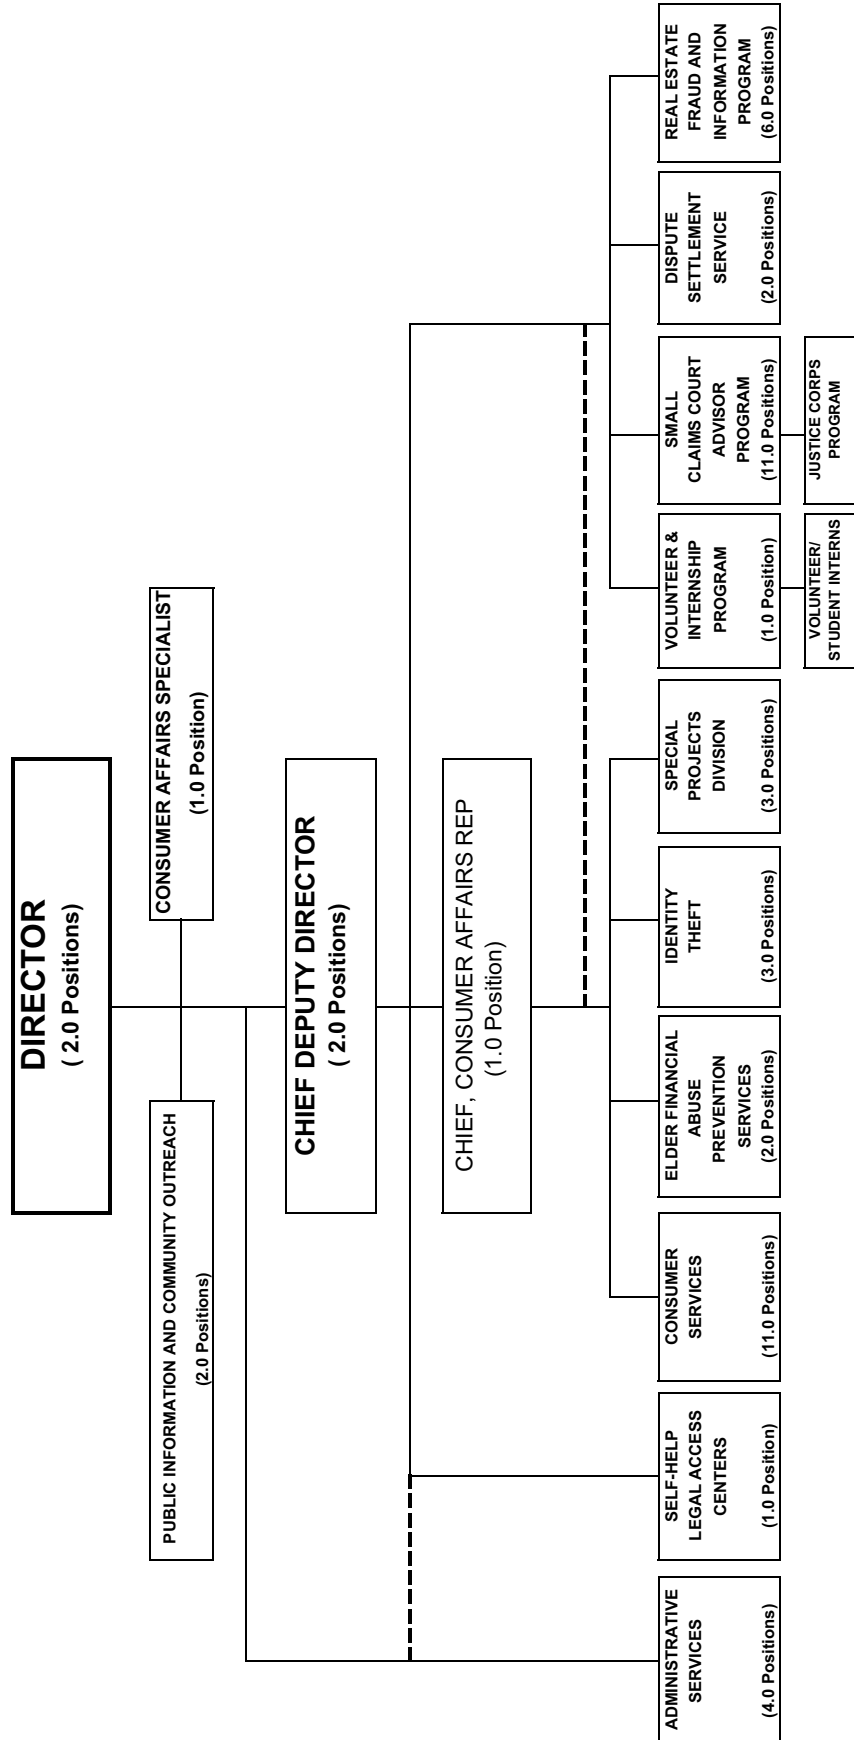 DIRECTOR
( 2.0 Positions)
PUBLIC INFORMATION AND COMMUNITY OUTREACH
(2.0 Positions)
CONSUMER AFFAIRS SPECIALIST
(1.0 Position)
CHIEF DEPUTY DIRECTOR
( 2.0 Positions)
CHIEF, CONSUMER AFFAIRS REP
(1.0 Position)
ADMINISTRATIVE
SERVICES
(4.0 Positions)
SELF-HELP
LEGAL ACCESS
CENTERS
(1.0 Position)
CONSUMER
SERVICES
(11.0 Positions)
ELDER FINANCIAL
ABUSE
PREVENTION
SERVICES
(2.0 Positions)
IDENTITY
THEFT
(3.0 Positions)
SPECIAL
PROJECTS
DIVISION
(3.0 Positions)
VOLUNTEER &
INTERNSHIP
PROGRAM
(1.0 Position)
SMALL
CLAIMS COURT
ADVISOR
PROGRAM
(11.0 Positions)
DISPUTE
SETTLEMENT
SERVICE
(2.0 Positions)
REAL ESTATE
FRAUD AND
INFORMATION
PROGRAM
(6.0 Positions)
VOLUNTEER/
STUDENT INTERNS
JUSTICE CORPS
PROGRAM